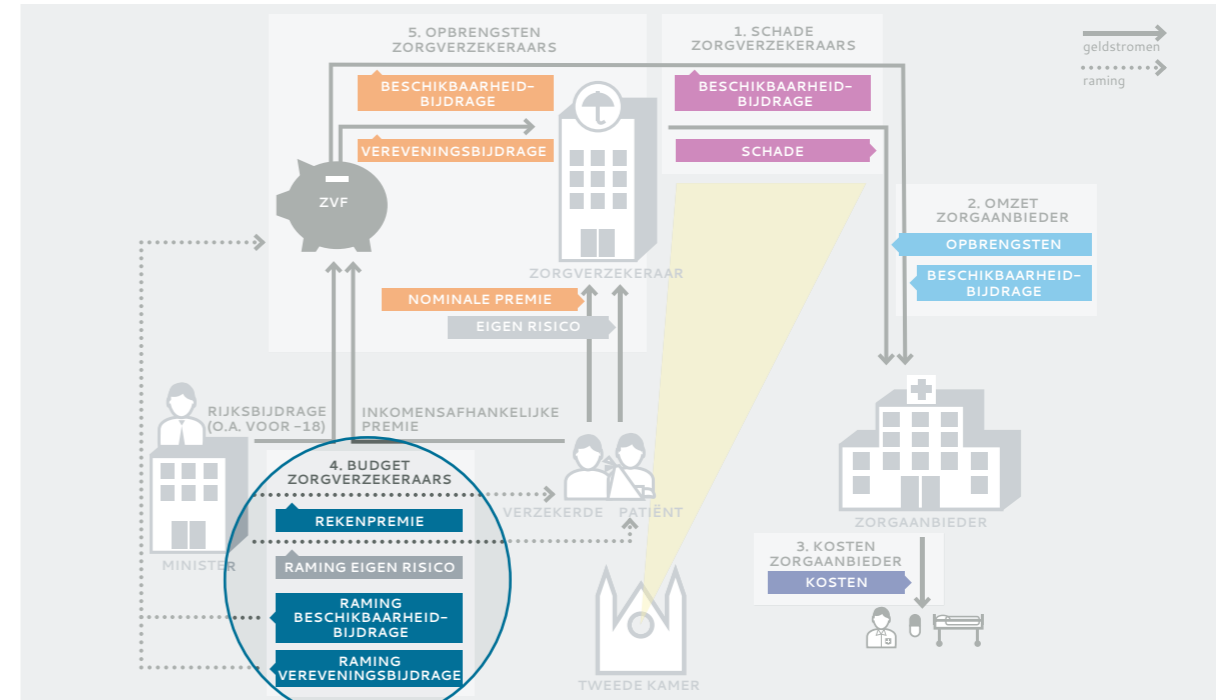 5. OPBRENGSTEN
ZORGVERZEKERAARS
1. SCHADE
ZORGVERZEKERAARS
geldstromen
raming
BESCHIKBAARHEID-
BIJDRAGE
BESCHIKBAARHEID-
BIJDRAGE
VEREVENINGSBIJDRAGE
SCHADE
ZVF
2. OMZET
ZORGAANBIEDER
OPBRENGSTEN
BESCHIKBAARHEID-
BIJDRAGE
ZORGVERZEKERAAR
NOMINALE PREMIE
EIGEN RISICO
RIJKSBIJDRAGE
(O.A. VOOR -18)
INKOMENSAFHANKELIJKE
PREMIE
4. BUDGET
ZORGVERZEKERAARS
REKENPREMIE
VERZEKERDE
PATIËNT
ZORGAANBIEDER
MINISTER
RAMING EIGEN RISICO
3. KOSTEN
ZORGAANBIEDER
KOSTEN
RAMING
BESCHIKBAARHEID-
BIJDRAGE
RAMING
VEREVENINGSBIJDRAGE
TWEEDE KAMER